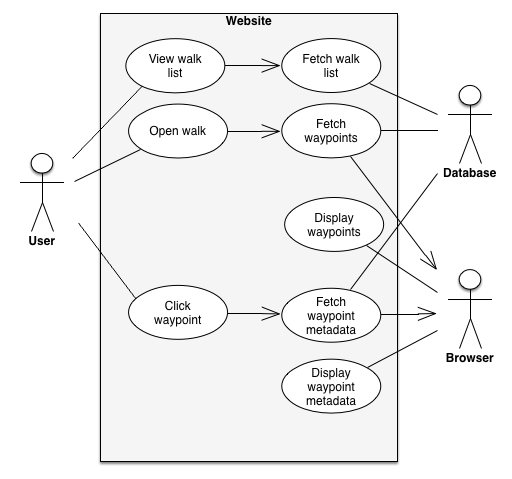 Website
View walk
list
Fetch walk
list
Open walk
Fetch
waypoints
Database
User
Display
waypoints
Click
waypoint
Fetch
waypoint
metadata
Browser
Display
waypoint
metadata